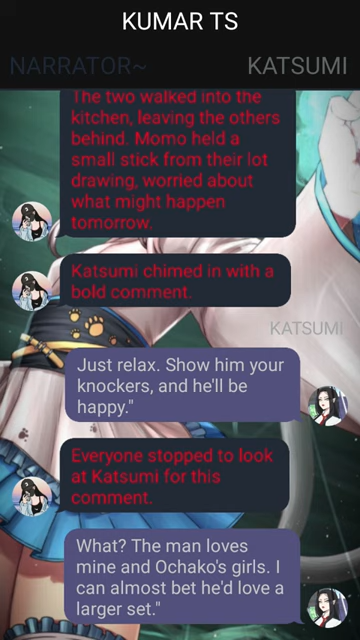 KUMAR TS
NARRATOR~
KATSUMI
The two walked into the
kitchen, leaving the others
behind. Momo held a
small stick from their lot
drawing, worried about
what might happen
tomorrow.
Katsumi chimed in with a
bold comment.
KATSUMI
Just relax. Show him your
knockers, and he'll be
happy."
Everyone stopped to look
at Katsumi for this
comment.
What? The man loves
mine and Ochako's girls. I
can almost bet he'd love a
larger set."